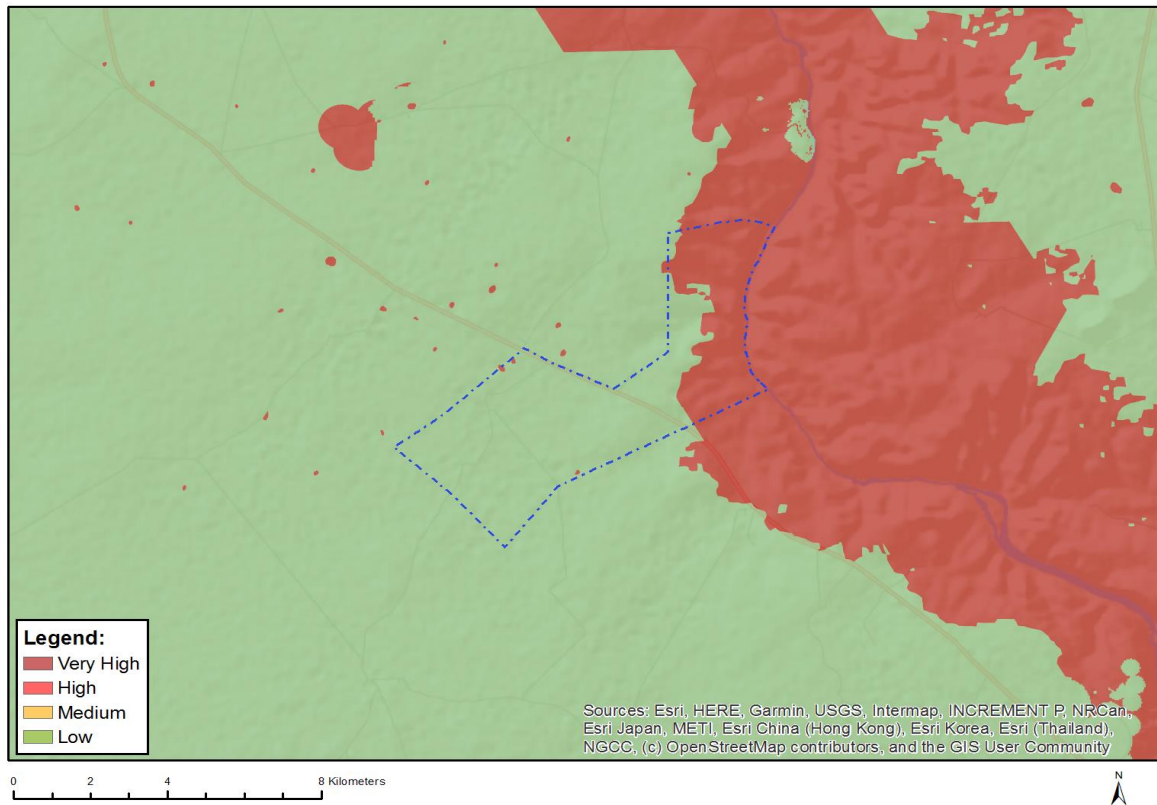 Legend:
Very High
High
Medium
Low
Sources: Esri, HERE, Garmin, USGS, Intermap, INCREMENT P, NRCan,
Esri Japan, METI, Esri China (Hong Kong), Esri Korea, Esri (Thailand),
NGCC, (c) OpenStreetMap contributors, and the GIS User Community
0 2 4 8 Kilometers
N